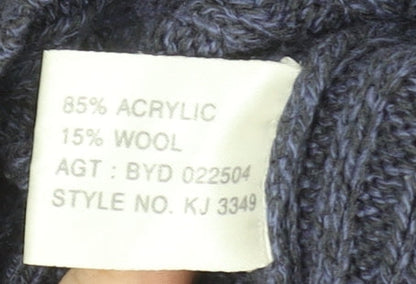 85% ACRYLIC
15% WOOL
AGT : BYD 022504
STYLE NO. KJ 3349